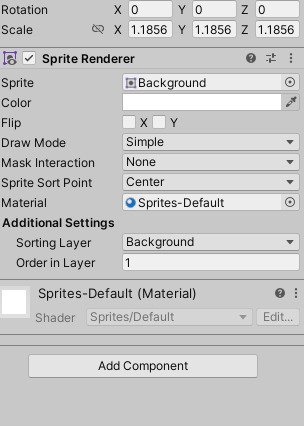 Rotation X 0 Y 0 Z 0
Scale X 1.1856 Y 1.1856 Z 1.1856
Sprite Renderer
Sprite Background
Color
Flip X Y
Draw Mode Simple
Mask Interaction None
Sprite Sort Point Center
Material Sprites-Default
Additional Settings
Sorting Layer Background
Order in Layer 1
Sprites-Default (Material)
Shader Sprites/Default Edit...
Add Component